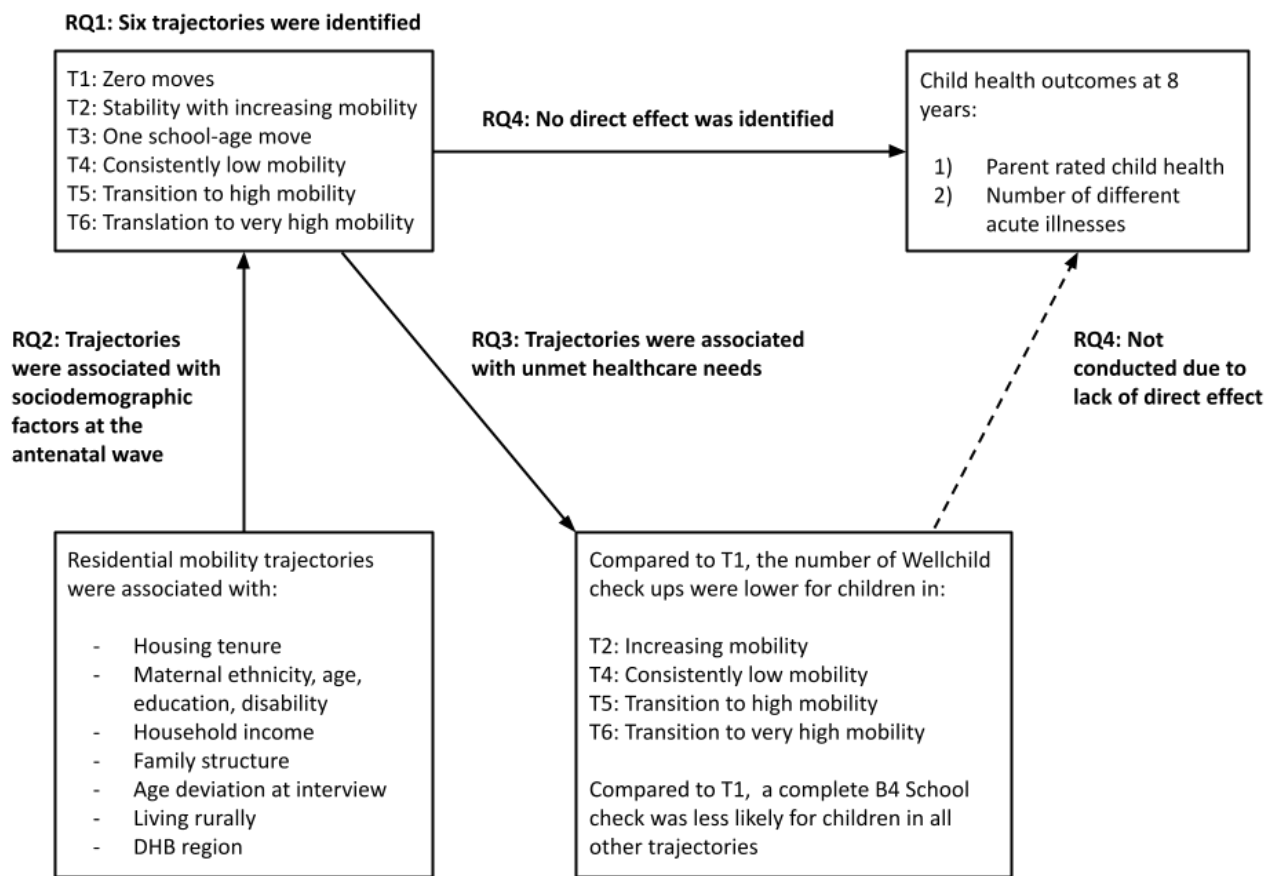 RQ1: Six trajectories were identified
T1: Zero moves
T2: Stability with increasing mobility
T3: One school-age move
T4: Consistently low mobility
T5: Transition to high mobility
T6: Translation to very high mobility
RQ4: No direct effect was identified
Child health outcomes at 8
years:
1) Parent rated child health
2) Number of different
acute illnesses
RQ2: Trajectories
were associated with
sociodemographic
factors at the
antenatal wave
RQ3: Trajectories were associated
with unmet healthcare needs
RQ4: Not
conducted due to
lack of direct effect
Residential mobility trajectories
were associated with:
- Housing tenure
- Maternal ethnicity, age,
education, disability
- Household income
- Family structure
- Age deviation at interview
- Living rurally
- DHB region
Compared to T1, the number of Wellchild
check ups were lower for children in:
T2: Increasing mobility
T4: Consistently low mobility
T5: Transition to high mobility
T6: Transition to very high mobility
Compared to T1, a complete B4 School
check was less likely for children in all
other trajectories